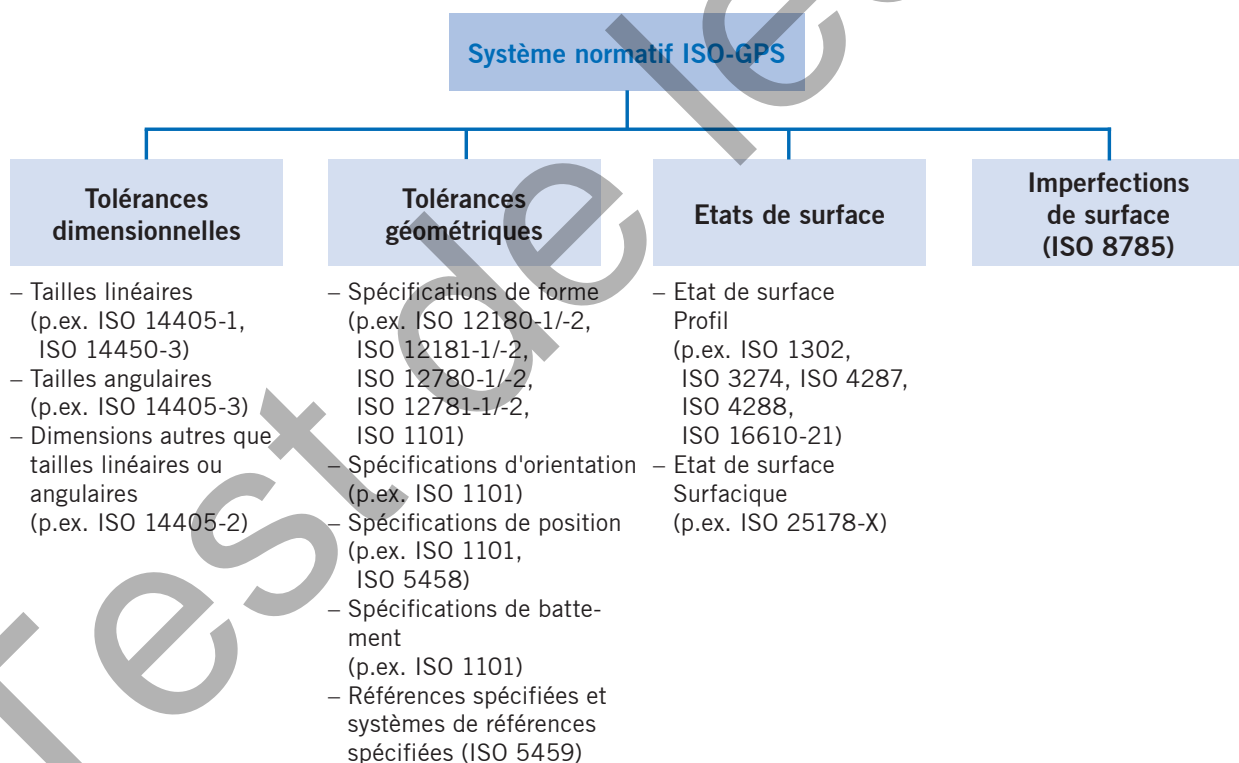 Système normatif ISO-GPS
Tolérances
dimensionnelles
– Tailles linéaires
(p.ex. ISO 14405-1,
ISO 14450-3)
– Tailles angulaires
(p.ex. ISO 14405-3)
– Dimensions autres que
tailles linéaires ou
angulaires
(p.ex. ISO 14405-2)
Tolérances
géométriques
– Spécifications de forme
(p.ex. ISO 12180-1/-2,
ISO 12181-1/-2,
ISO 12780-1/-2,
ISO 12781-1/-2,
ISO 1101)
– Spécifications d'orientation
(p.ex. ISO 1101)
– Spécifications de position
(p.ex. ISO 1101,
ISO 5458)
– Spécifications de batte-
ment
(p.ex. ISO 1101)
– Références spécifiées et
systèmes de références
spécifiées (ISO 5459)
Etats de surface
– Etat de surface
Profil
(p.ex. ISO 1302,
ISO 3274, ISO 4287,
ISO 4288,
ISO 16610-21)
– Etat de surface
Surfacique
(p.ex. ISO 25178-X)
Imperfections
de surface
(ISO 8785)
Test de le